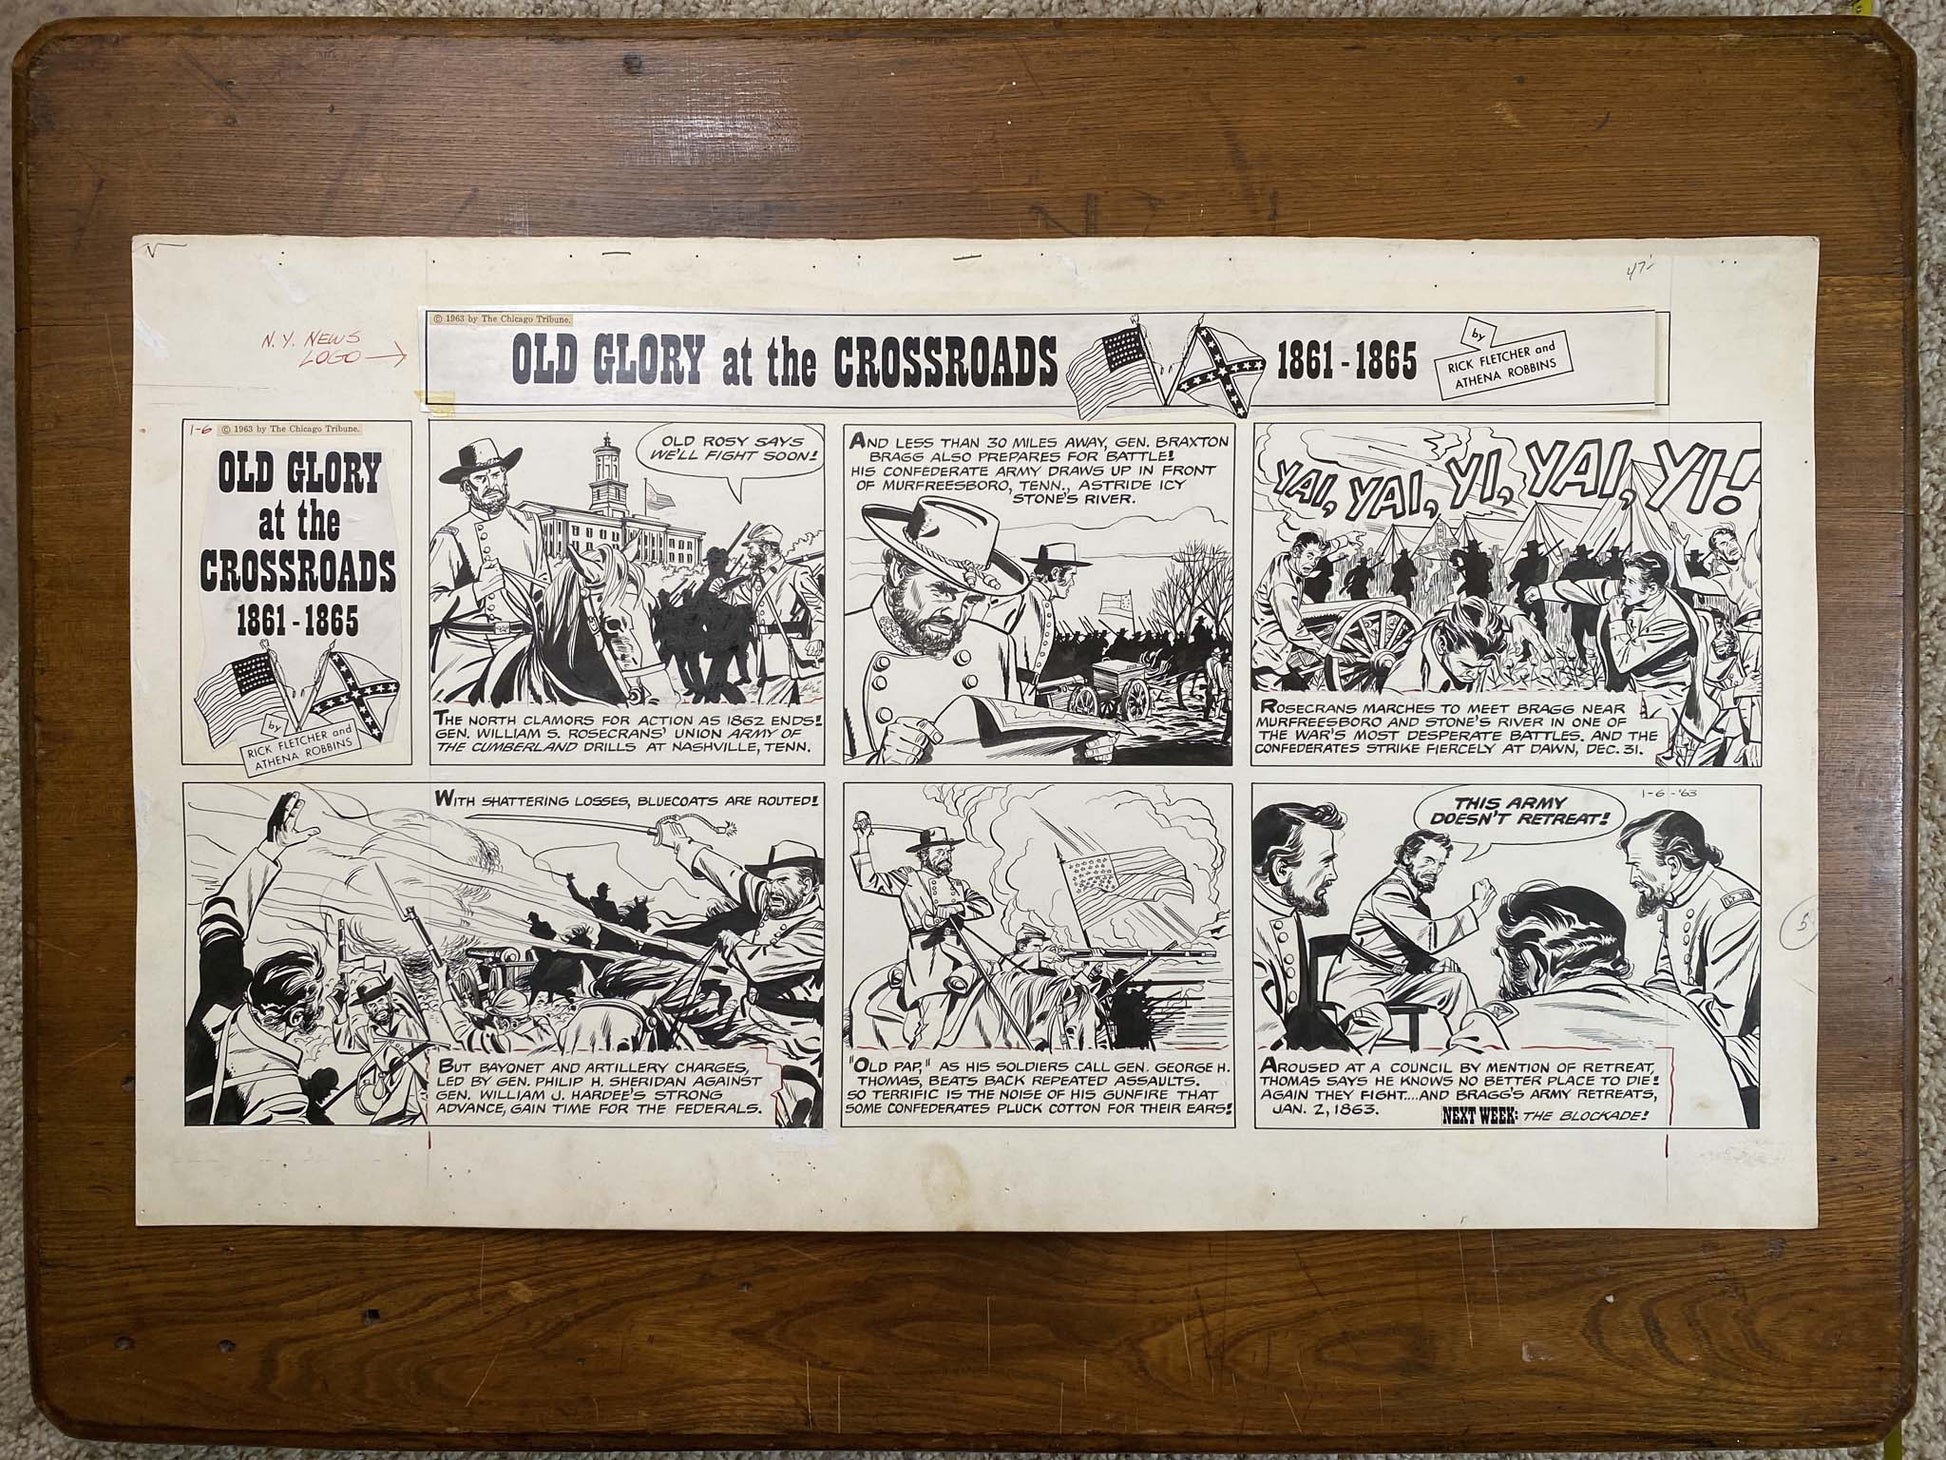 47-
N.Y. NEWS
LOGO
© 1963 by The Chicago Tribune.
OLD GLORY at the CROSSROADS 1861-1865
by
RICK FLETCHER and
ATHENA ROBBINS
1-6 © 1963 by The Chicago Tribune.
OLD GLORY
at the
CROSSROADS
1861-1865
by
RICK FLETCHER and
ATHENA ROBBINS
OLD ROSY SAYS
WE'LL FIGHT SOON!
THE NORTH CLAMORS FOR ACTION AS 1862 ENDS!
GEN. WILLIAM S. ROSECRANS' UNION ARMY OF
THE CUMBERLAND DRILLS AT NASHVILLE, TENN.
AND LESS THAN 30 MILES AWAY, GEN. BRAXTON
BRAGG ALSO PREPARES FOR BATTLE!
HIS CONFEDERATE ARMY DRAWS UP IN FRONT
OF MURFREESBORO, TENN., ASTRIDE ICY
STONE'S RIVER.
YAI, YAI, YI, YAI, YI!
ROSECRANS MARCHES TO MEET BRAGG NEAR
MURFREESBORO AND STONE'S RIVER IN ONE OF
THE WAR'S MOST DESPERATE BATTLES. AND THE
CONFEDERATES STRIKE FIERCELY AT DAWN, DEC. 31.
WITH SHATTERING LOSSES, BLUECOATS ARE ROUTED!
BUT BAYONET AND ARTILLERY CHARGES,
LED BY GEN. PHILIP H. SHERIDAN AGAINST
GEN. WILLIAM J. HARDEE'S STRONG
ADVANCE, GAIN TIME FOR THE FEDERALS.
"OLD PAP," AS HIS SOLDIERS CALL GEN. GEORGE H.
THOMAS, BEATS BACK REPEATED ASSAULTS.
SO TERRIFIC IS THE NOISE OF HIS GUNFIRE THAT
SOME CONFEDERATES PLUCK COTTON FOR THEIR EARS!
1-6-'63
THIS ARMY
DOESN'T RETREAT!
AROUSED AT A COUNCIL BY MENTION OF RETREAT,
THOMAS SAYS HE KNOWS NO BETTER PLACE TO DIE!
AGAIN THEY FIGHT....AND BRAGG'S ARMY RETREATS,
JAN. 2, 1863.
NEXT WEEK: THE BLOCKADE!